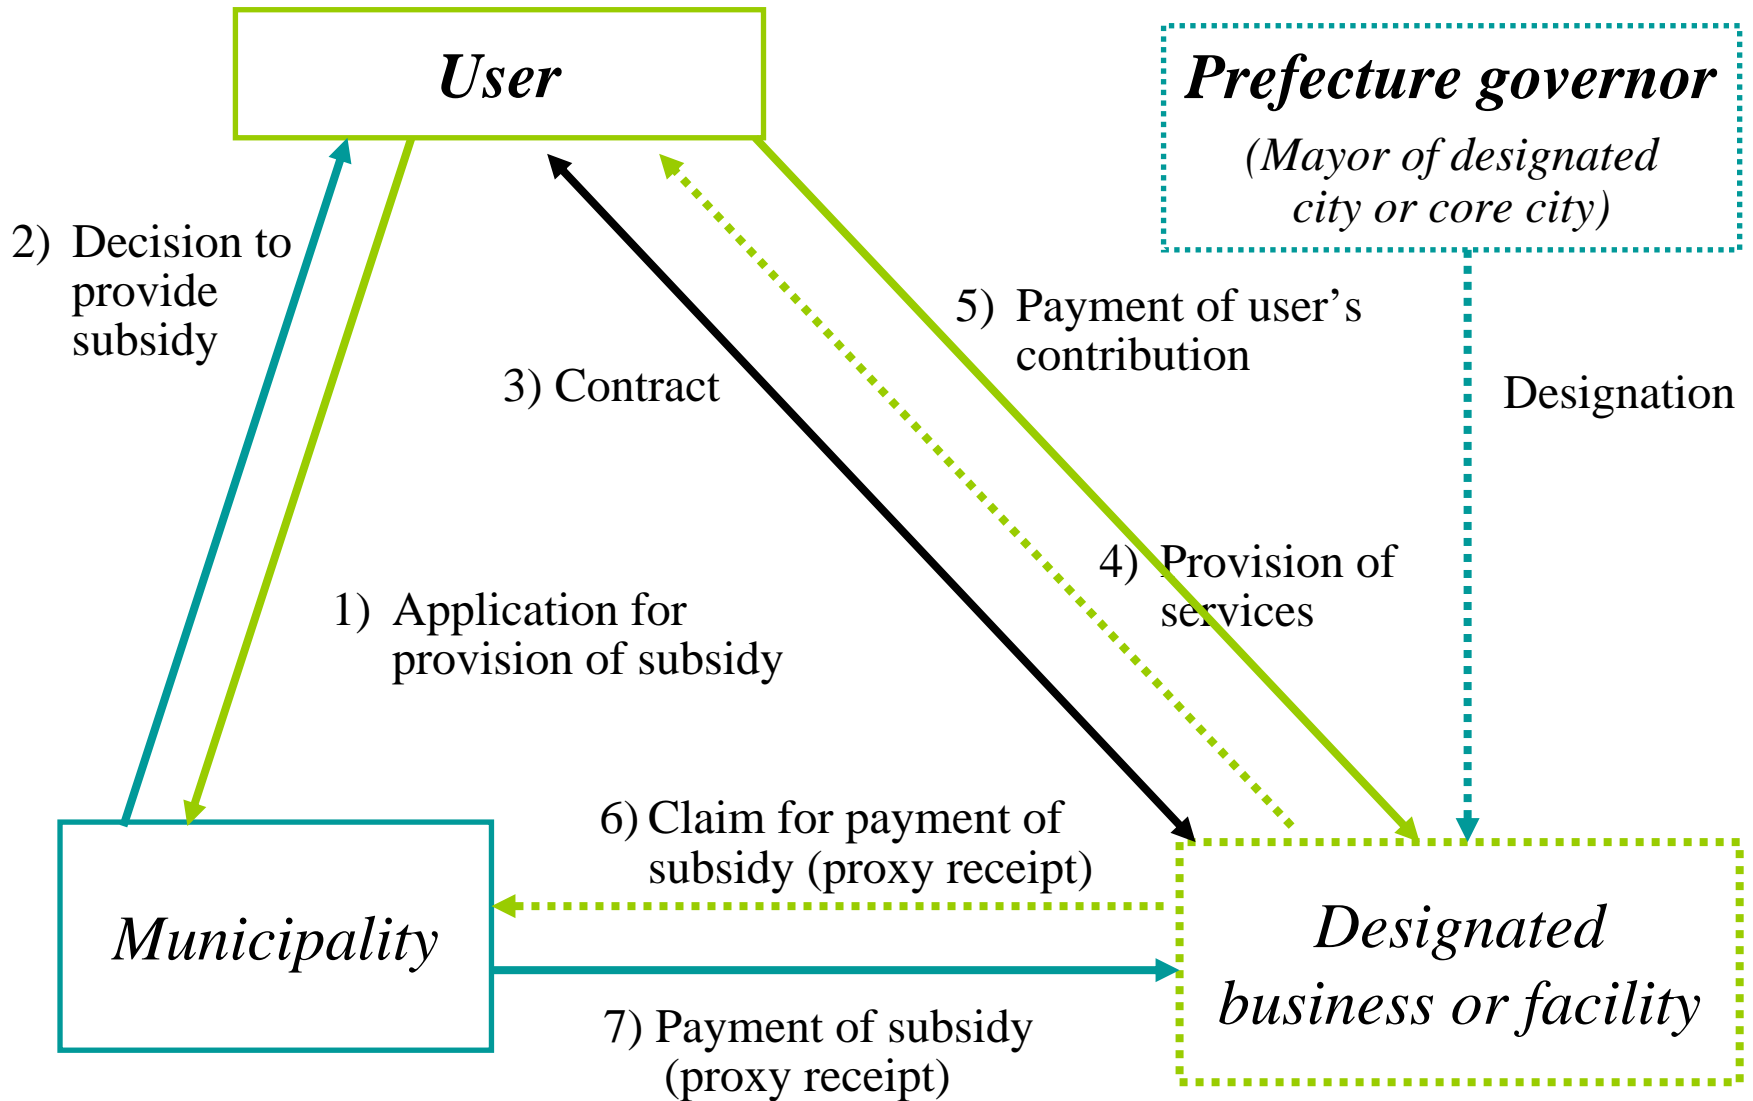 User
Prefecture governor
(Mayor of designated
city or core city)
2) Decision to
provide
subsidy
5) Payment of user’s
contribution
3) Contract
Designation
4) Provision of
services
1) Application for
provision of subsidy
6) Claim for payment of
subsidy (proxy receipt)
Municipality
Designated
business or facility
7) Payment of subsidy
(proxy receipt)